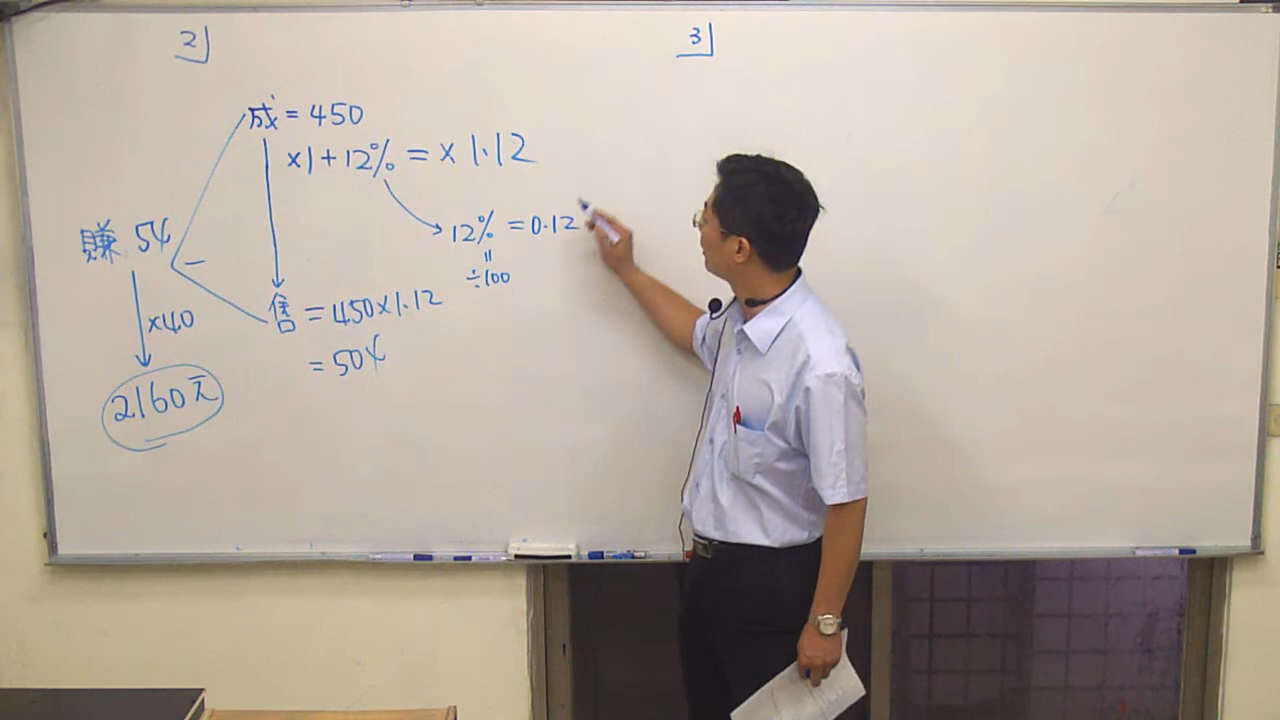 2
3
成 = 450
×1+12% = ×1.12
12% = 0.12
=
÷100
賺 54
−
×40
2160元
售 = 450×1.12
= 504